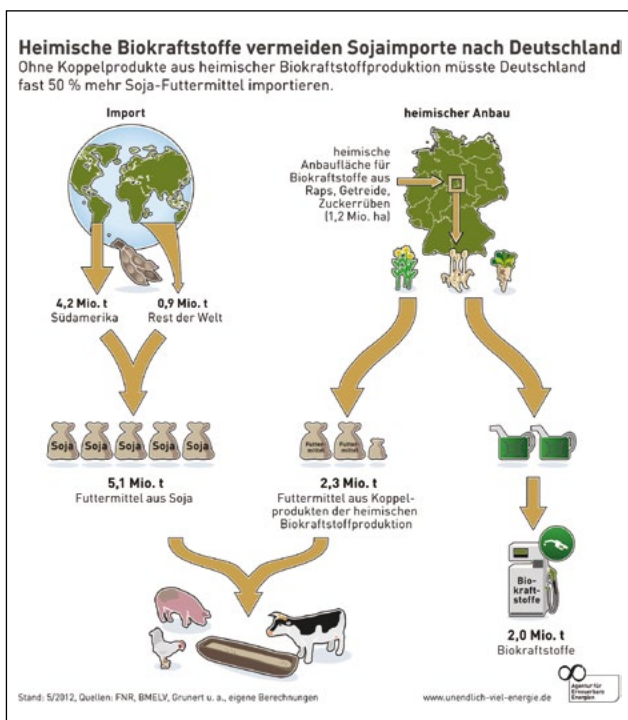 Heimische Biokraftstoffe vermeiden Sojaimporte nach Deutschland
Ohne Koppelprodukte aus heimischer Biokraftstoffproduktion müsste Deutschland
fast 50 % mehr Soja-Futtermittel importieren.
Import
heimischer Anbau
heimische
Anbaufläche für
Biokraftstoffe aus
Raps, Getreide,
Zuckerrüben
(1,2 Mio. ha)
4,2 Mio. t
Südamerika
0,9 Mio. t
Rest der Welt
Soja Soja Soja Soja Soja
Futter-
mittel
Futter-
mittel
5,1 Mio. t
Futtermittel aus Soja
2,3 Mio. t
Futtermittel aus Koppel-
produkten der heimischen
Biokraftstoffproduktion
Bio-
kraft-
stoffe
2,0 Mio. t
Biokraftstoffe
Stand: 5/2012, Quellen: FNR, BMELV, Grunert u. a., eigene Berechnungen
www.unendlich-viel-energie.de
Agentur für
Erneuerbare
Energien